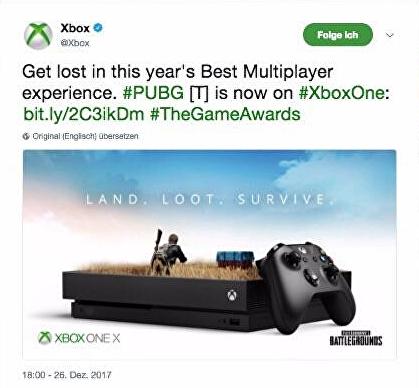 Xbox
@Xbox
Folge ich
Get lost in this year's Best Multiplayer
experience. #PUBG [T] is now on #XboxOne:
bit.ly/2C3ikDm #TheGameAwards
Original (Englisch) übersetzen
LAND. LOOT. SURVIVE.
XBOX ONE X
BATTLEGROUNDS
18:00 - 26. Dez. 2017